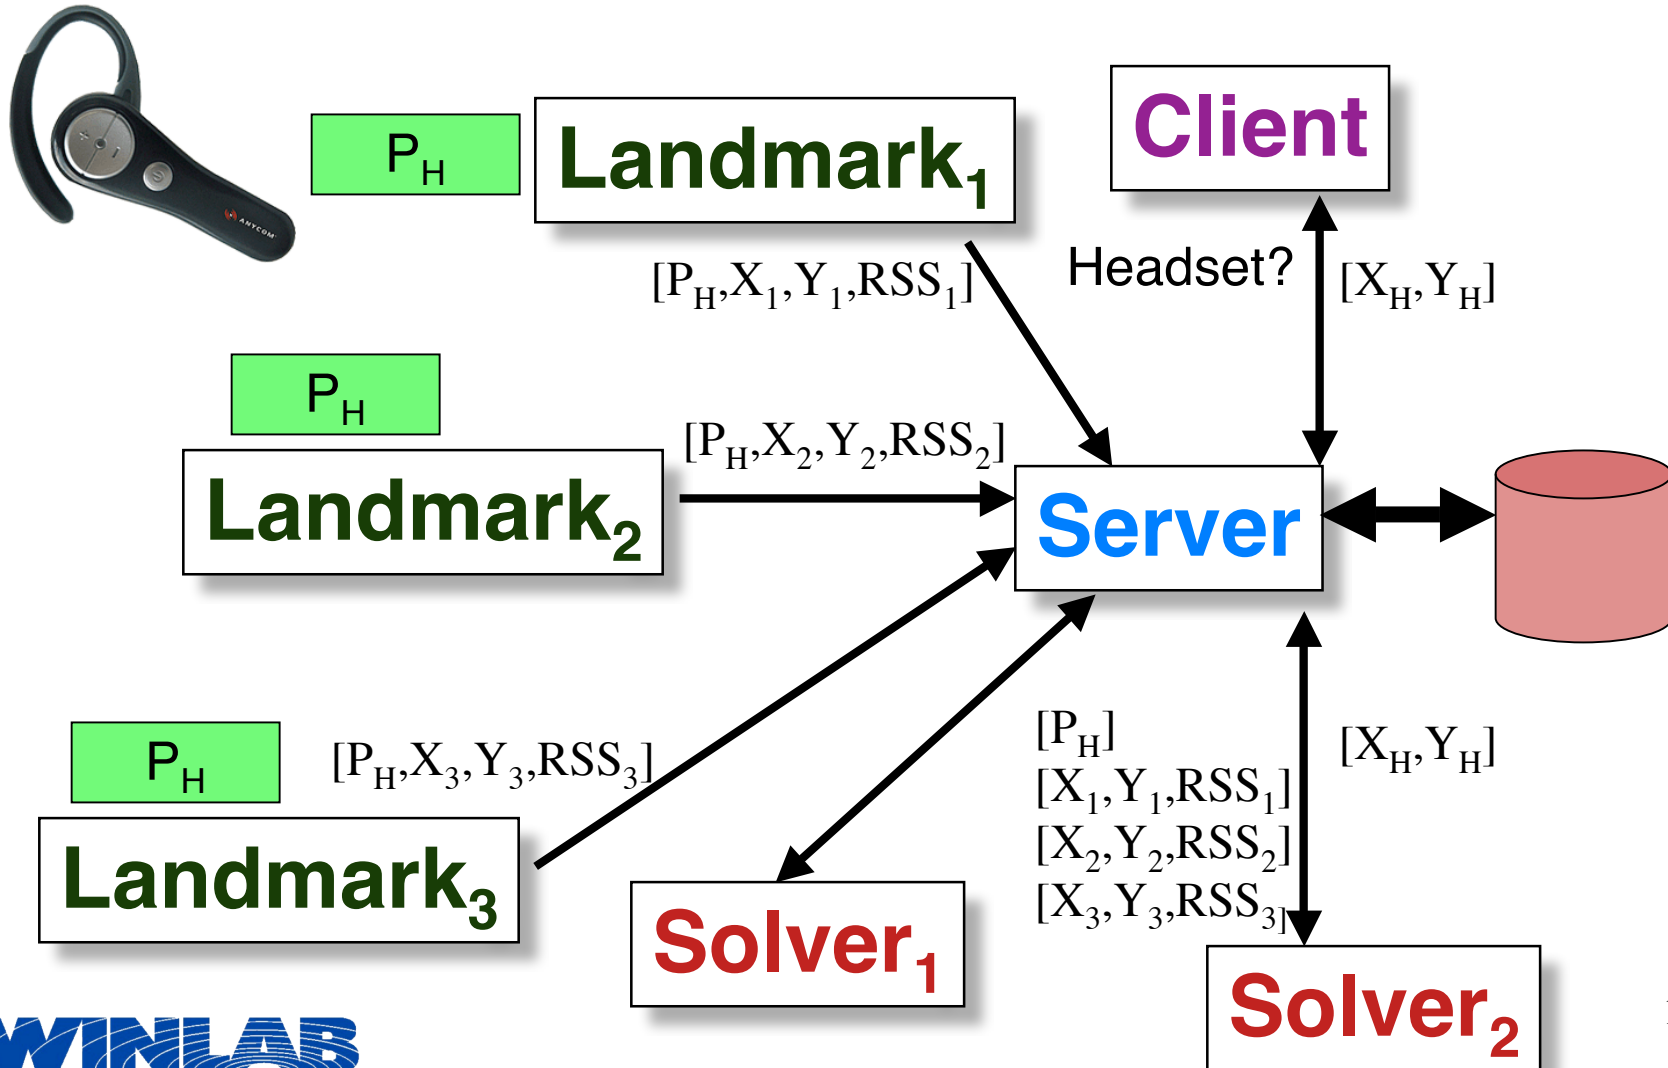 ANYCOM
P_H
Landmark_1
Client
[P_H,X_1,Y_1,RSS_1]
Headset?
[X_H,Y_H]
P_H
Landmark_2
[P_H,X_2,Y_2,RSS_2]
Server
P_H
Landmark_3
[P_H,X_3,Y_3,RSS_3]
[P_H]
[X_1,Y_1,RSS_1]
[X_2,Y_2,RSS_2]
[X_3,Y_3,RSS_3]
[X_H,Y_H]
Solver_1
Solver_2
WINLAB